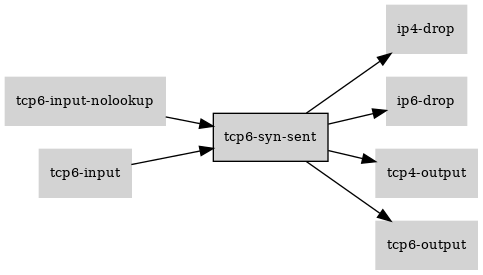 tcp6-input-nolookup
tcp6-input
tcp6-syn-sent
ip4-drop
ip6-drop
tcp4-output
tcp6-output